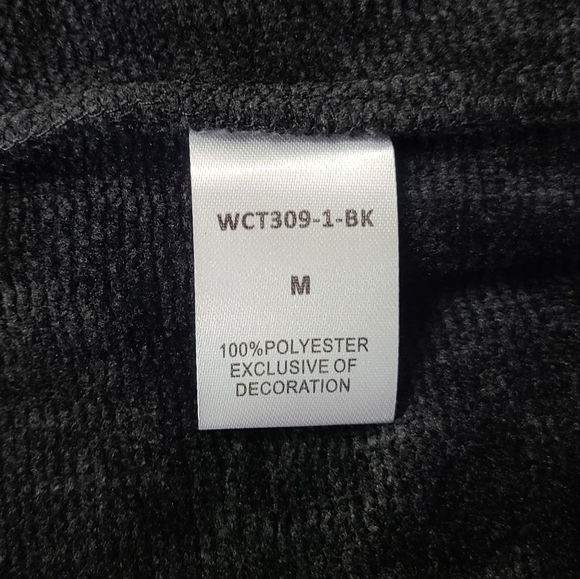 WCT309-1-BK
M
100%POLYESTER
EXCLUSIVE OF
DECORATION